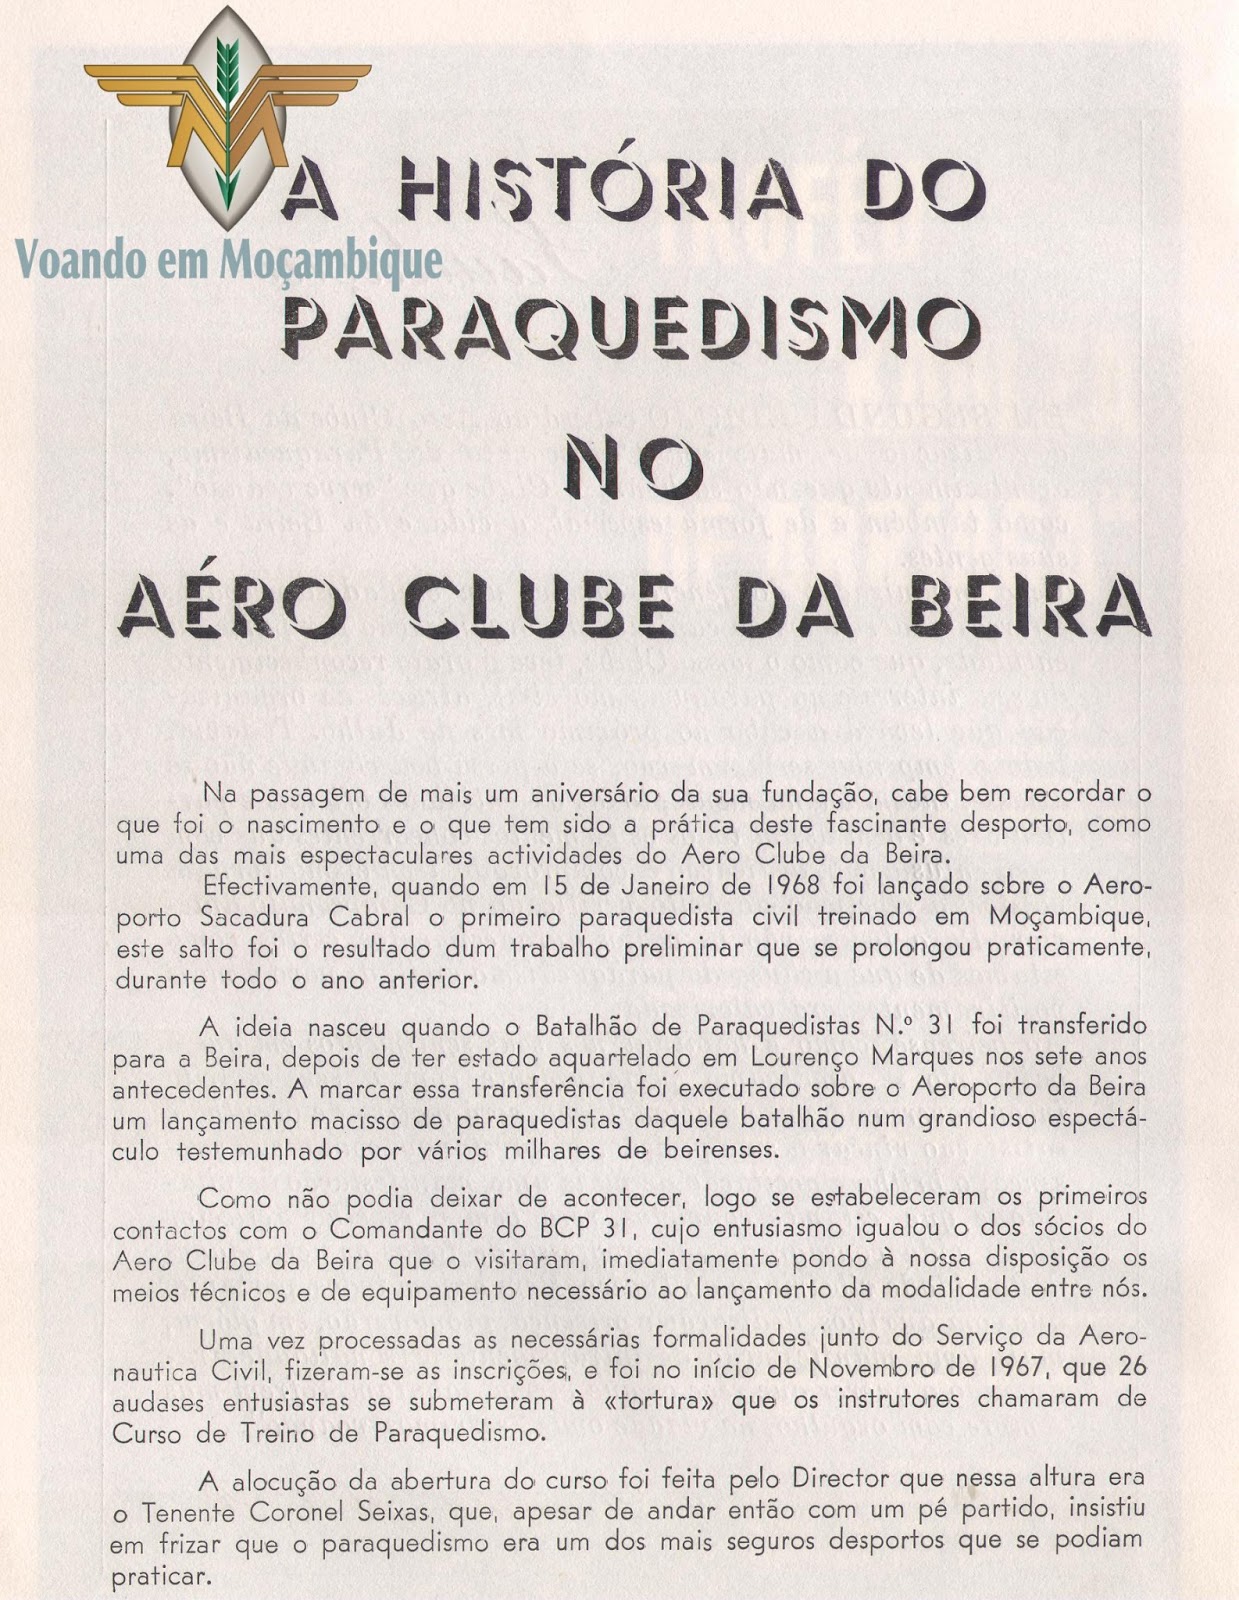 Voando em Moçambique
A HISTÓRIA DO
PARAQUEDISMO
NO
AÉRO CLUBE DA BEIRA
Na passagem de mais um aniversário da sua fundação, cabe bem recordar o
que foi o nascimento e o que tem sido a prática deste fascinante desporto, como
uma das mais espectaculares actividades do Aero Clube da Beira.
Efectivamente, quando em 15 de Janeiro de 1968 foi lançado sobre o Aero-
porto Sacadura Cabral o primeiro paraquedista civil treinado em Moçambique,
este salto foi o resultado dum trabalho preliminar que se prolongou praticamente,
durante todo o ano anterior.
A ideia nasceu quando o Batalhão de Paraquedistas N.º 31 foi transferido
para a Beira, depois de ter estado aquartelado em Lourenço Marques nos sete anos
antecedentes. A marcar essa transferência foi executado sobre o Aeroporto da Beira
um lançamento macisso de paraquedistas daquele batalhão num grandioso espectá-
culo testemunhado por vários milhares de beirenses.
Como não podia deixar de acontecer, logo se estabeleceram os primeiros
contactos com o Comandante do BCP 31, cujo entusiasmo igualou o dos sócios do
Aero Clube da Beira que o visitaram, imediatamente pondo à nossa disposição os
meios técnicos e de equipamento necessário ao lançamento da modalidade entre nós.
Uma vez processadas as necessárias formalidades junto do Serviço da Aero-
nautica Civil, fizeram-se as inscrições, e foi no início de Novembro de 1967, que 26
audases entusiastas se submeteram à «tortura» que os instrutores chamaram de
Curso de Treino de Paraquedismo.
A alocução da abertura do curso foi feita pelo Director que nessa altura era
o Tenente Coronel Seixas, que, apesar de andar então com um pé partido, insistiu
em frizar que o paraquedismo era um dos mais seguros desportos que se podiam
praticar.